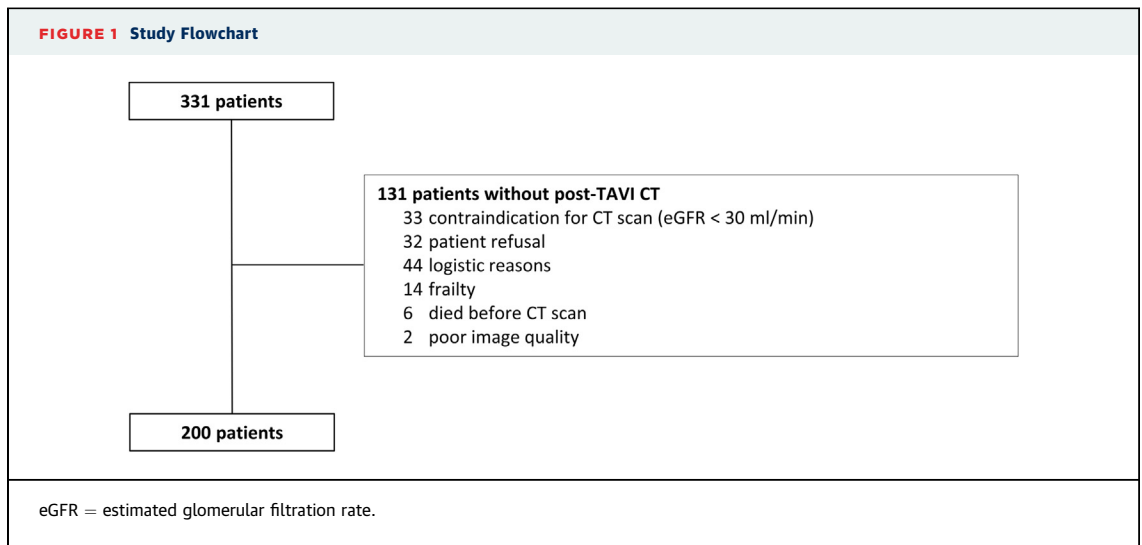 FIGURE 1 Study Flowchart
331 patients
131 patients without post-TAVI CT
33 contraindication for CT scan (eGFR < 30 ml/min)
32 patient refusal
44 logistic reasons
14 frailty
6 died before CT scan
2 poor image quality
200 patients
eGFR = estimated glomerular filtration rate.